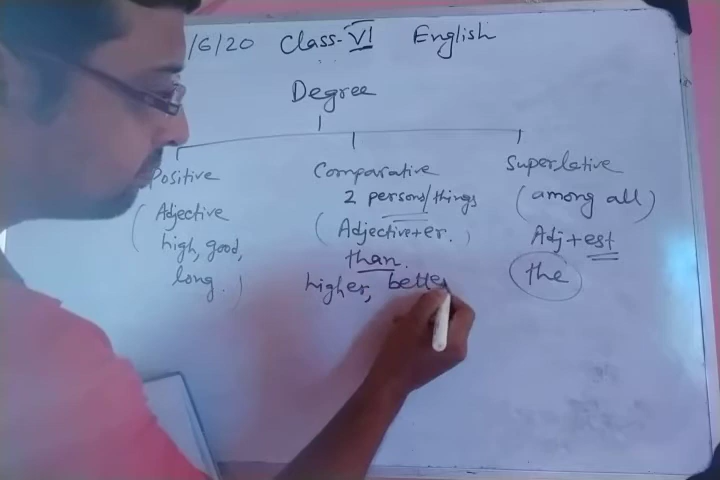 /6/20 Class-VI English
Degree
Positive
(Adjective
high, good,
long.)
Comparative
2 persons/things
(Adjective+er.)
than.
higher, bette
Superlative
(among all)
Adj+est
the